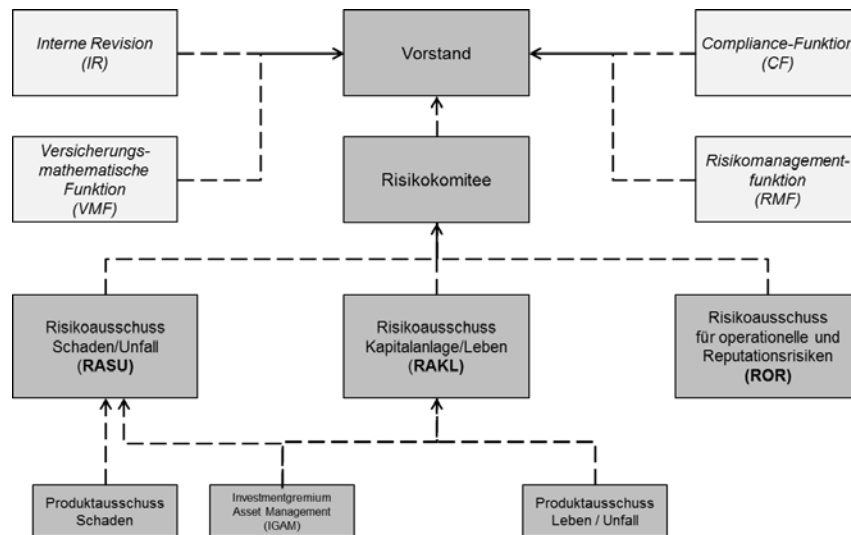 Interne Revision
(IR)
Vorstand
Compliance-Funktion
(CF)
Versicherungs-
mathematische
Funktion
(VMF)
Risikokomitee
Risikomanagement-
funktion
(RMF)
Risikoausschuss
Schaden/Unfall
(RASU)
Risikoausschuss
Kapitalanlage/Leben
(RAKL)
Risikoausschuss
für operationelle und
Reputationsrisiken
(ROR)
Produktausschuss
Schaden
Investmentgremium
Asset Management
(IGAM)
Produktausschuss
Leben / Unfall